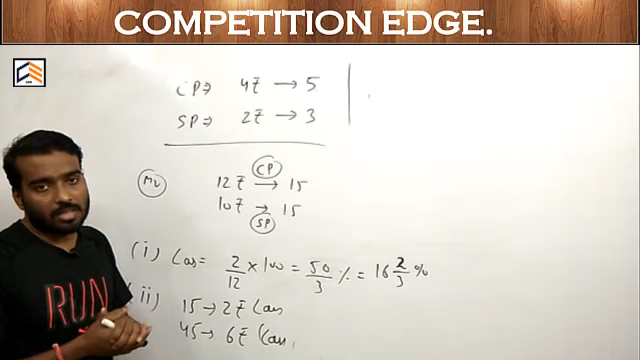 COMPETITION EDGE.
CP⇒ 4₹ → 5
SP⇒ 2₹ → 3
M₂
CP
12₹ → 15
10₹ → 15
SP
(i) Loss = 2/12 × 100 = 50/3 % = 16 2/3 %
(ii) 15 → 2₹ Loss
45 → 6₹ Loss,
RUN